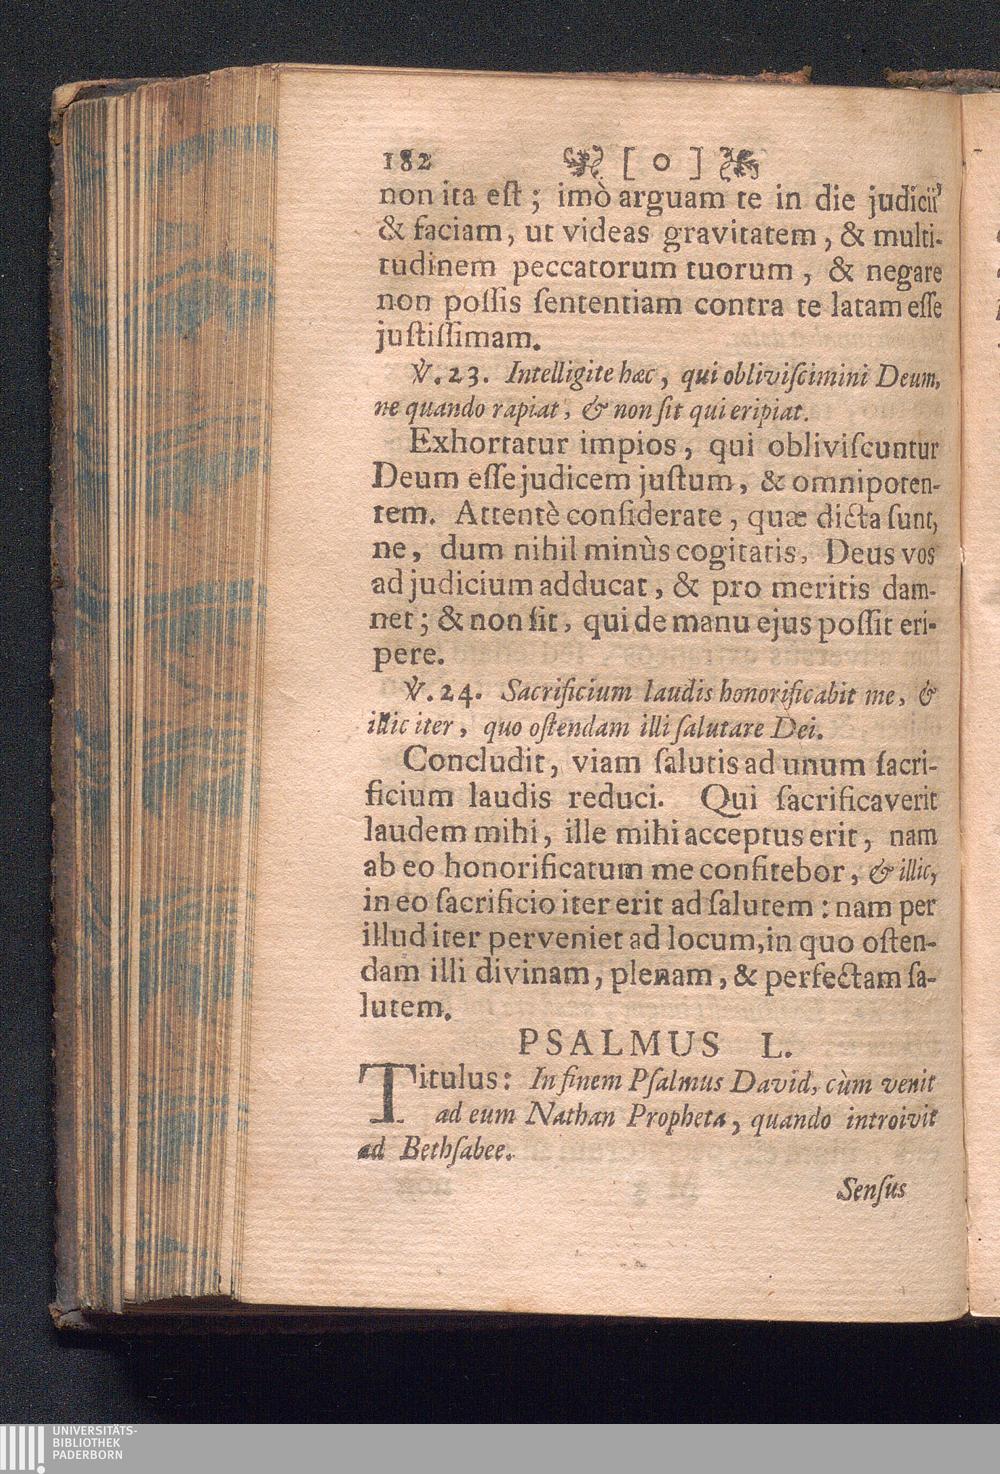 182 [ o ]
non ita eſt ; imò arguam te in die judicii,
& faciam, ut videas gravitatem, & multi-
tudinem peccatorum tuorum, & negare
non poſſis ſententiam contra te latam eſſe
juſtiſſimam.
℣. 23. Intelligite hæc, qui obliviſcimini Deum,
ne quando rapiat, & non ſit qui eripiat.
Exhortatur impios, qui obliviſcuntur
Deum eſſe judicem juſtum, & omnipoten-
tem. Attentè conſiderate, quæ dicta ſunt,
ne, dum nihil minùs cogitatis, Deus vos
ad judicium adducat, & pro meritis dam-
net; & non ſit, qui de manu ejus poſſit eri-
pere.
℣. 24. Sacrificium laudis honorificabit me, &
illic iter, quo oſtendam illi ſalutare Dei.
Concludit, viam ſalutis ad unum ſacri-
ficium laudis reduci. Qui ſacrificaverit
laudem mihi, ille mihi acceptus erit, nam
ab eo honorificatum me confitebor, & illic,
in eo ſacrificio iter erit ad ſalutem : nam per
illud iter perveniet ad locum, in quo oſten-
dam illi divinam, plenam, & perfectam ſa-
lutem.
PSALMUS L.
Titulus: In finem Pſalmus David, cùm venit
ad eum Nathan Propheta, quando introivit
ad Bethſabee.
Senſus
UNIVERSITÄTS-
BIBLIOTHEK
PADERBORN